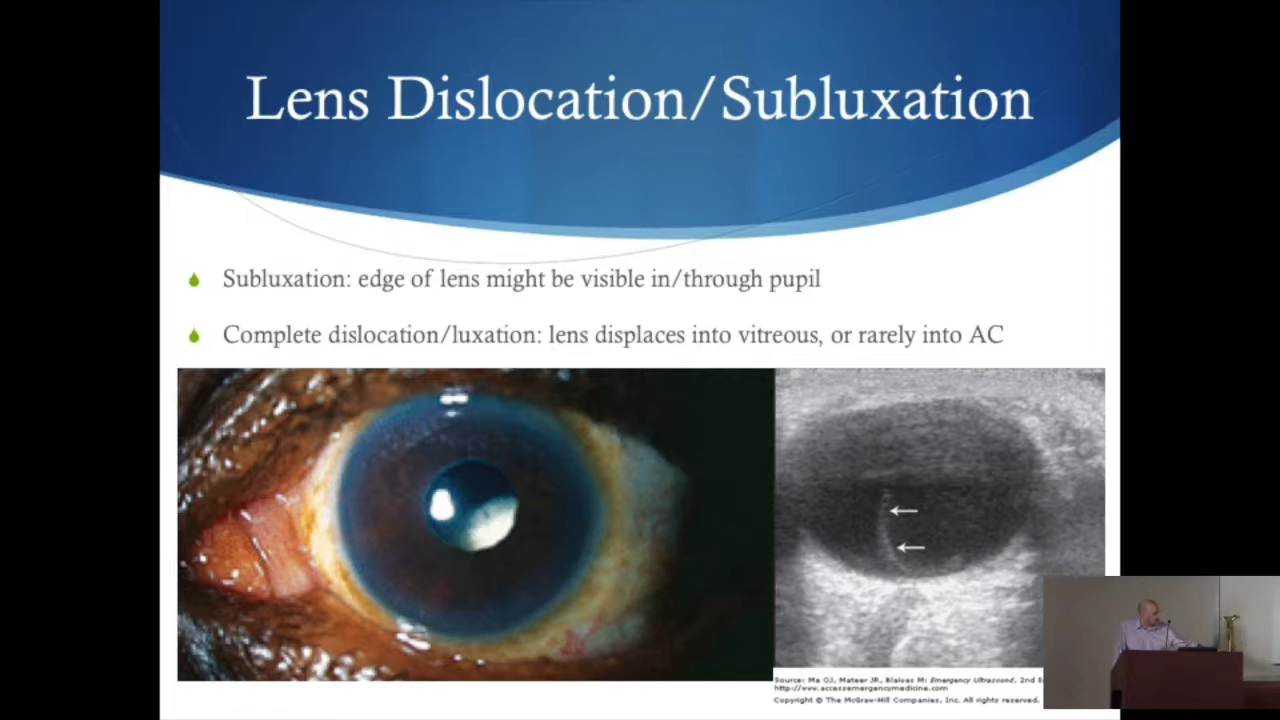 Lens Dislocation/Subluxation
Subluxation: edge of lens might be visible in/through pupil
Complete dislocation/luxation: lens displaces into vitreous, or rarely into AC
Source: Ma OJ, Mateer JR, Blaivas M: Emergency Ultrasound, 2nd
http://www.accessemergencymedicine.com
Copyright © The McGraw-Hill Companies, Inc. All rights reserved.